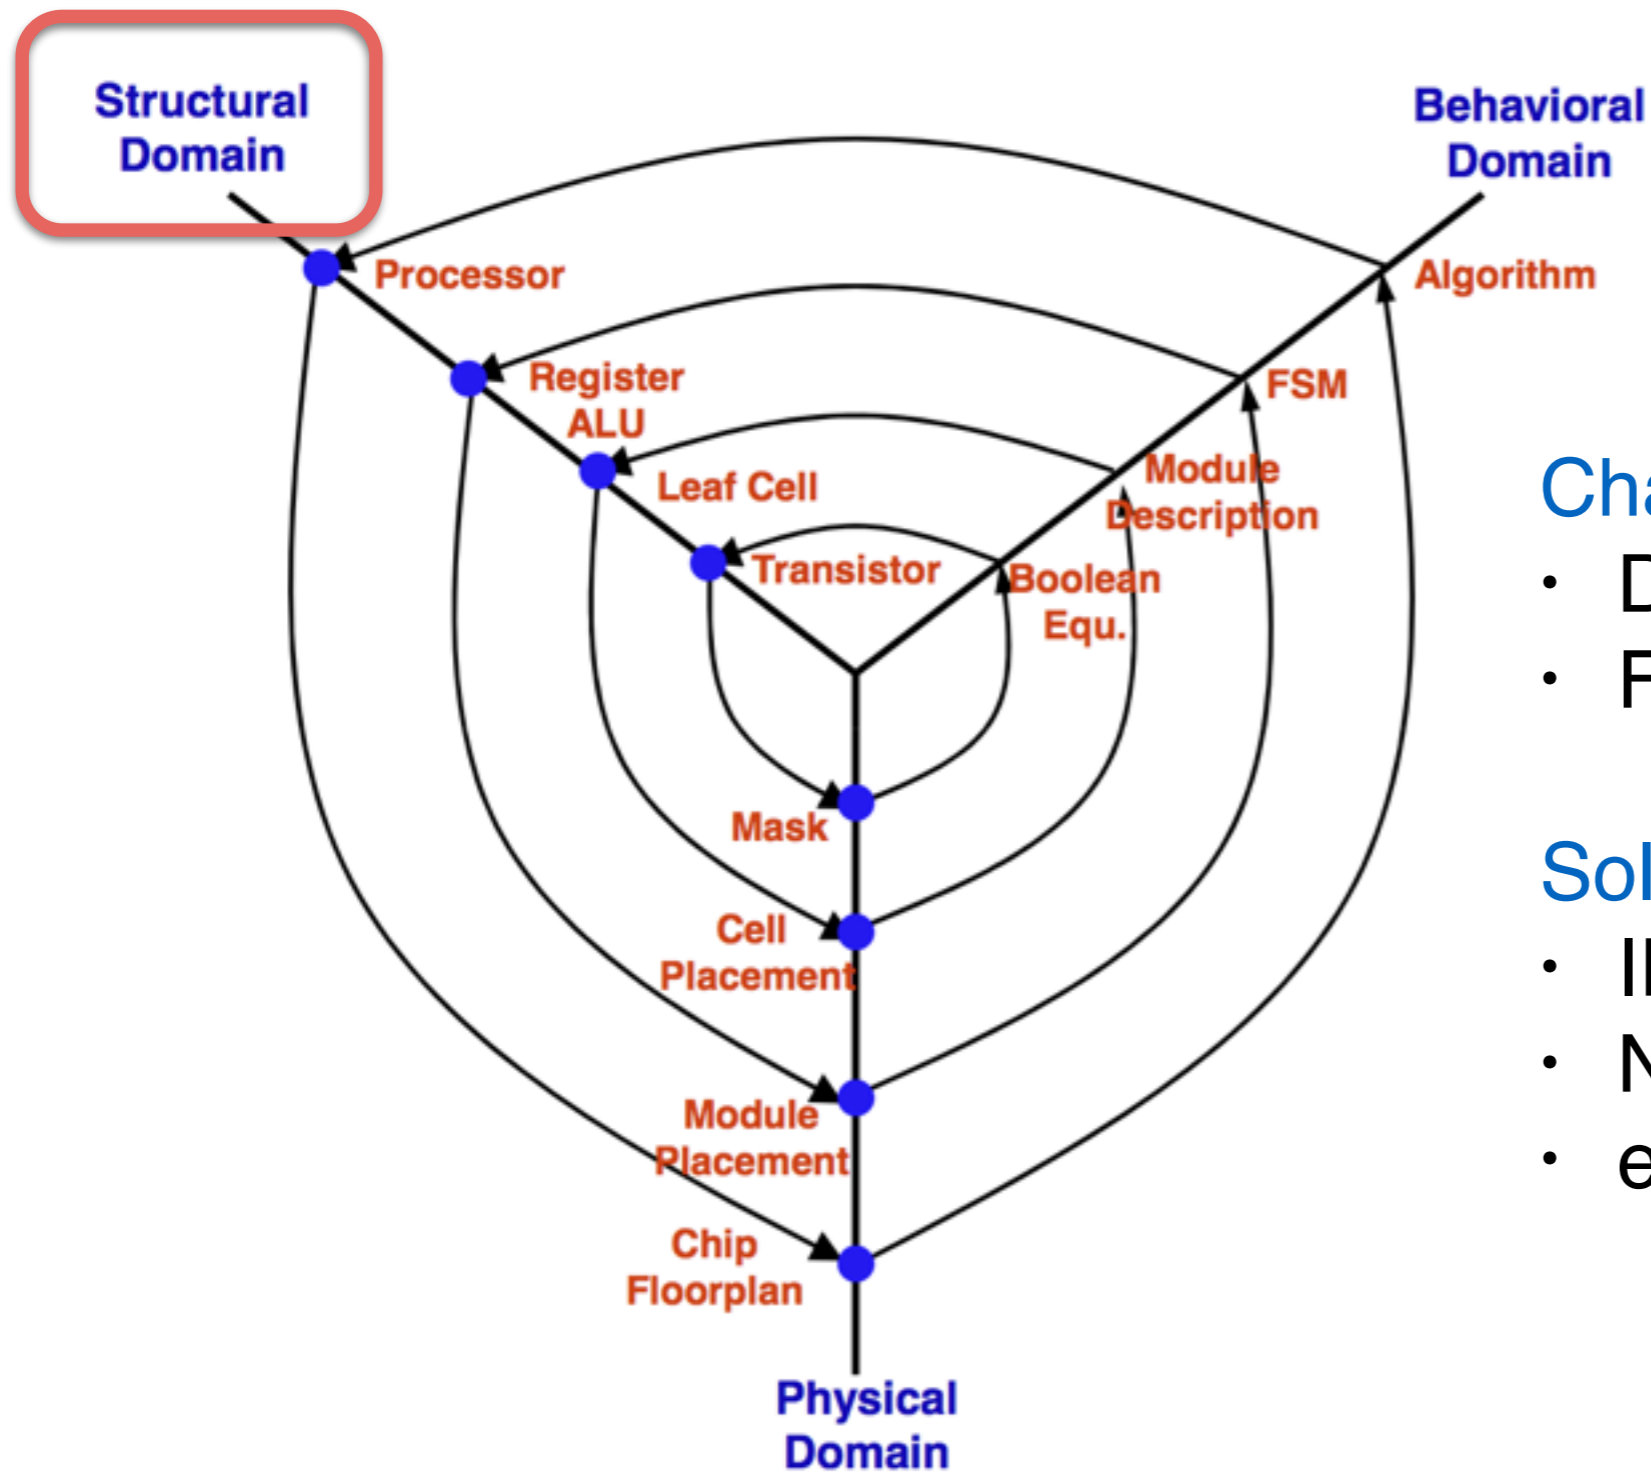 Structural
Domain
Behavioral
Domain
Processor
Algorithm
Register
ALU
FSM
Leaf Cell
Module
Description
Transistor
Boolean
Equ.
Mask
Cell
Placement
Module
Placement
Chip
Floorplan
Physical
Domain